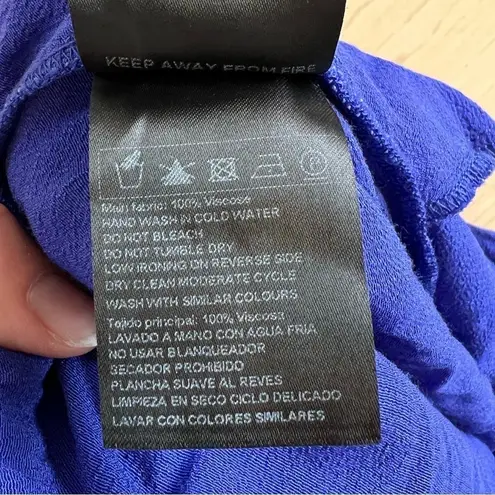 KEEP AWAY FROM FIRE
Main fabric: 100% Viscose
HAND WASH IN COLD WATER
DO NOT BLEACH
DO NOT TUMBLE DRY
LOW IRONING ON REVERSE SIDE
DRY CLEAN MODERATE CYCLE
WASH WITH SIMILAR COLOURS
Tejido principal: 100% Viscosa
LAVADO A MANO CON AGUA FRIA
NO USAR BLANQUEADOR
SECADOR PROHIBIDO
PLANCHA SUAVE AL REVES
LIMPIEZA EN SECO CICLO DELICADO
LAVAR CON COLORES SIMILARES